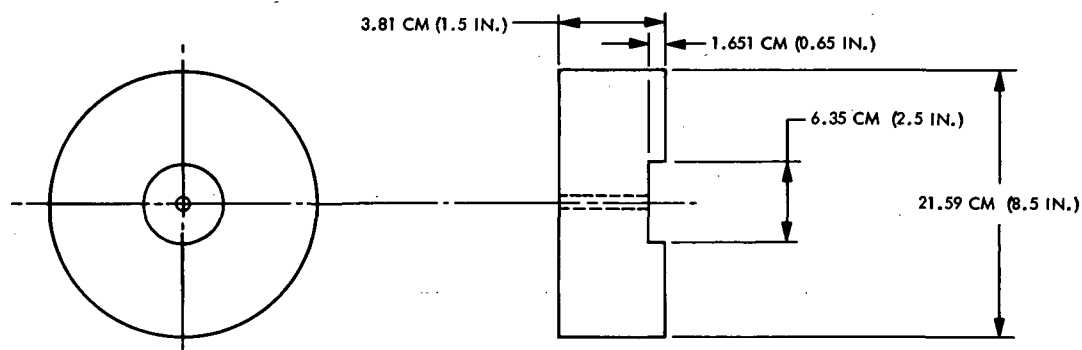 3.81 CM (1.5 IN.)
1.651 CM (0.65 IN.)
6.35 CM (2.5 IN.)
21.59 CM (8.5 IN.)